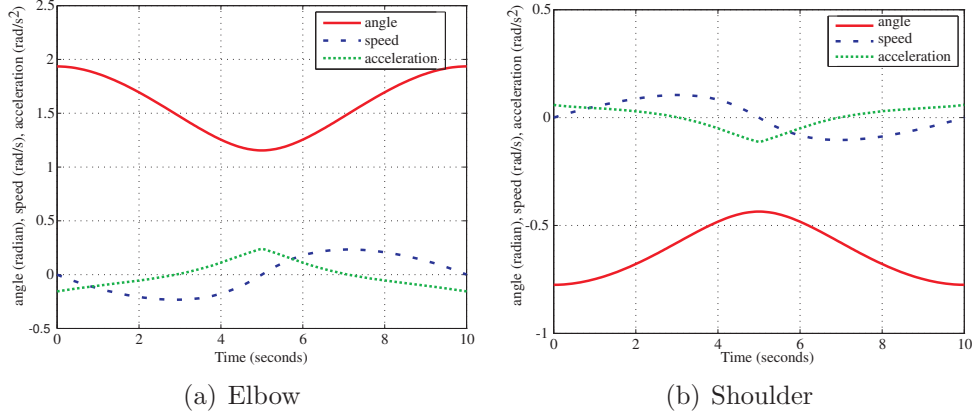 angle (radian), speed (rad/s), acceleration (rad/s²)
2.5
2
1.5
1
0.5
0
-0.5
angle
speed
acceleration
0 2 4 6 8 10
Time (seconds)
(a) Elbow
angle (radian), speed (rad/s), acceleration (rad/s²)
0.5
0
-0.5
-1
angle
speed
acceleration
0 2 4 6 8 10
Time (seconds)
(b) Shoulder